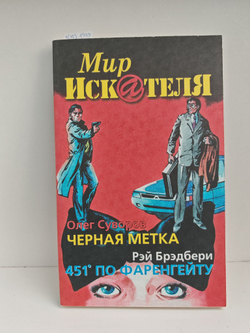 Мир
ИСК@ТЕЛЯ
Олег
ЧЕРНАЯ МЕТКА
Рэй Брэдбери
451° ПО ФАРЕНГЕЙТУ